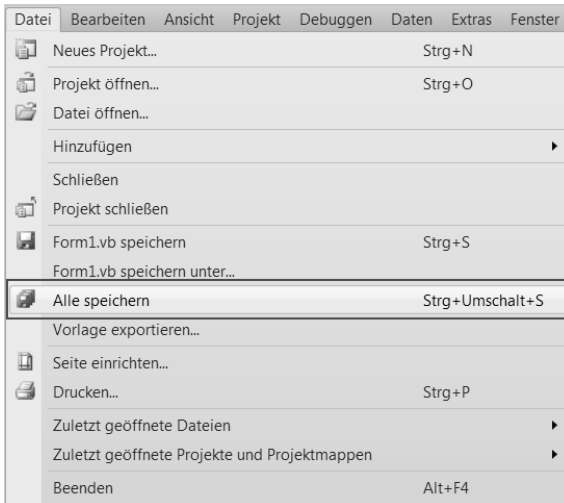 Datei Bearbeiten Ansicht Projekt Debuggen Daten Extras Fenster
Neues Projekt... Strg+N
Projekt öffnen... Strg+O
Datei öffnen...
Hinzufügen
Schließen
Projekt schließen
Form1.vb speichern Strg+S
Form1.vb speichern unter...
Alle speichern Strg+Umschalt+S
Vorlage exportieren...
Seite einrichten...
Drucken... Strg+P
Zuletzt geöffnete Dateien
Zuletzt geöffnete Projekte und Projektmappen
Beenden Alt+F4